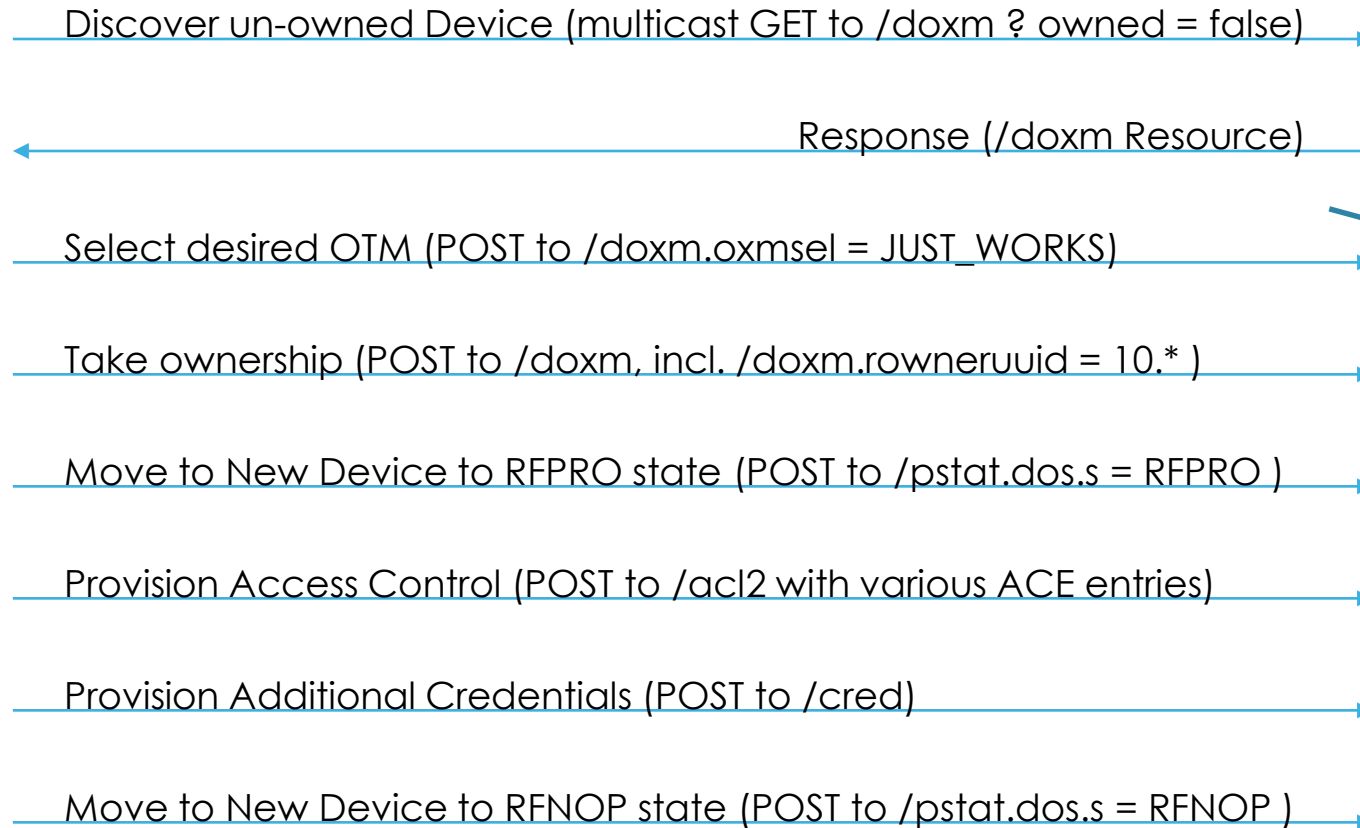 Discover un-owned Device (multicast GET to /doxm ? owned = false)
Response (/doxm Resource)
Select desired OTM (POST to /doxm.oxmsel = JUST_WORKS)
Take ownership (POST to /doxm, incl. /doxm.rowneruuid = 10.* )
Move to New Device to RFPRO state (POST to /pstat.dos.s = RFPRO )
Provision Access Control (POST to /acl2 with various ACE entries)
Provision Additional Credentials (POST to /cred)
Move to New Device to RFNOP state (POST to /pstat.dos.s = RFNOP )